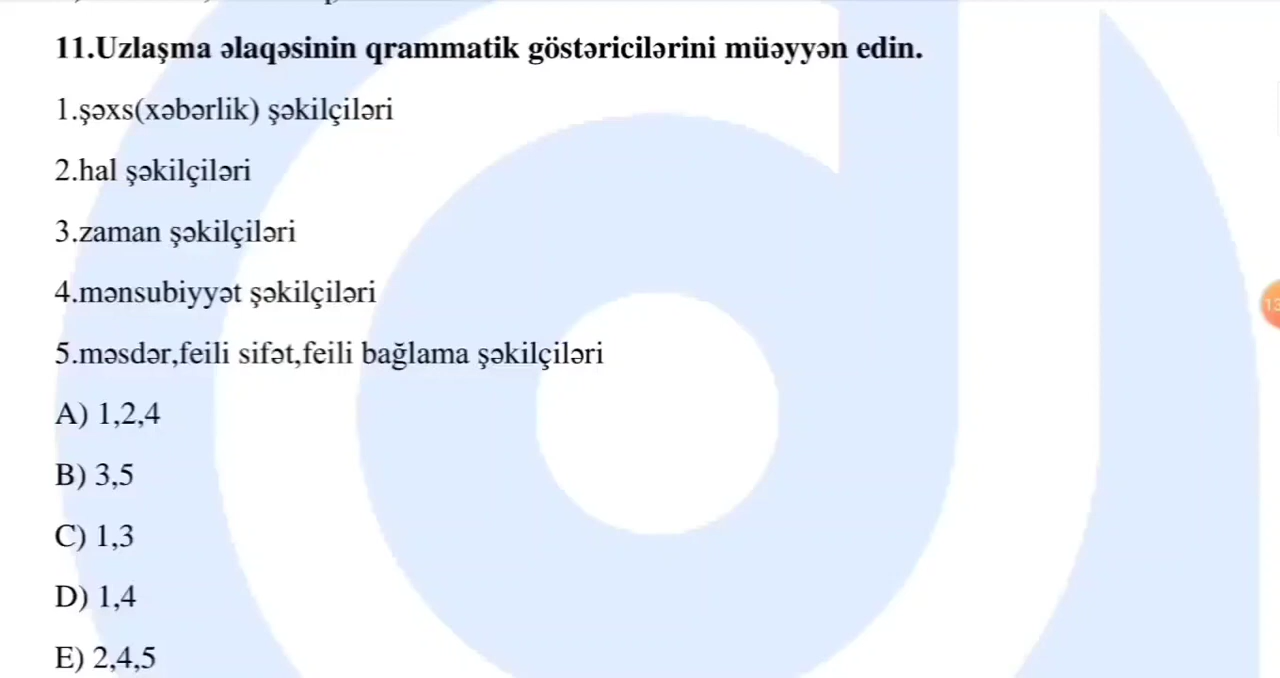 11.Uzlaşma əlaqəsinin qrammatik göstəricilərini müəyyən edin.
1.şəxs(xəbərlik) şəkilçiləri
2.hal şəkilçiləri
3.zaman şəkilçiləri
4.mənsubiyyət şəkilçiləri
5.məsdər,feili sifət,feili bağlama şəkilçiləri
A) 1,2,4
B) 3,5
C) 1,3
D) 1,4
E) 2,4,5